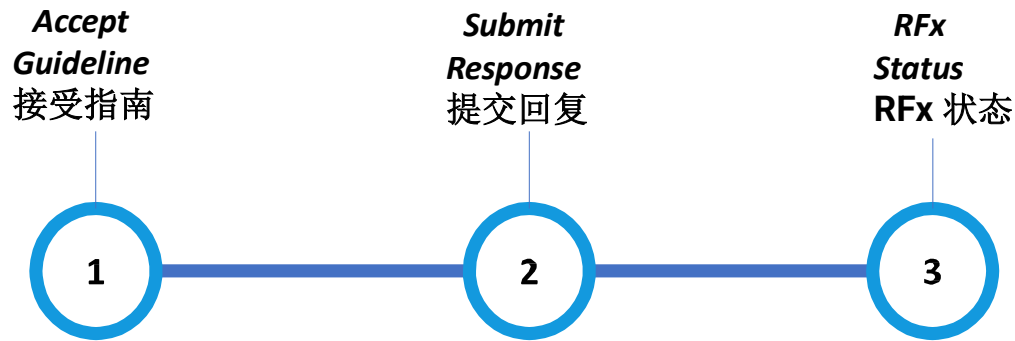 Accept
Guideline
接受指南
Submit
Response
提交回复
RFx
Status
RFx 状态
1
2
3